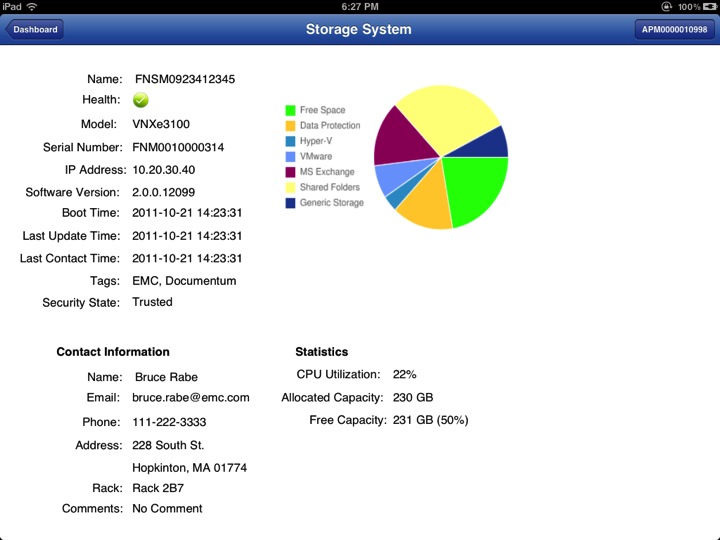 iPad 6:27 PM 100%
Dashboard Storage System APM0000010998
Name: FNSM0923412345
Health:
Model: VNXe3100
Serial Number: FNM0010000314
IP Address: 10.20.30.40
Software Version: 2.0.0.12099
Boot Time: 2011-10-21 14:23:31
Last Update Time: 2011-10-21 14:23:31
Last Contact Time: 2011-10-21 14:23:31
Tags: EMC, Documentum
Security State: Trusted
Free Space
Data Protection
Hyper-V
VMware
MS Exchange
Shared Folders
Generic Storage
Contact Information
Name: Bruce Rabe
Email: bruce.rabe@emc.com
Phone: 111-222-3333
Address: 228 South St.
Hopkinton, MA 01774
Rack: Rack 2B7
Comments: No Comment
Statistics
CPU Utilization: 22%
Allocated Capacity: 230 GB
Free Capacity: 231 GB (50%)